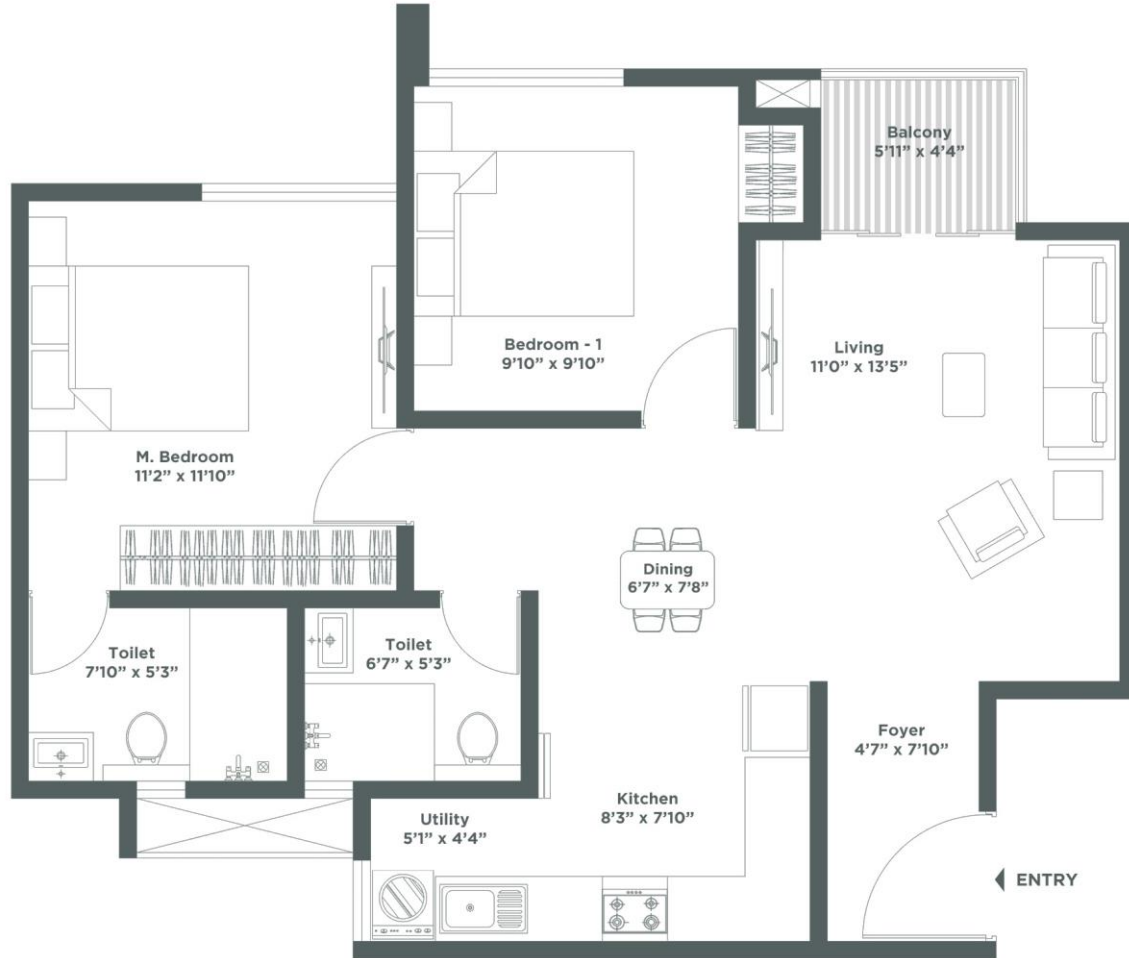 Balcony
5’11” x 4’4”
Bedroom - 1
9’10” x 9’10”
Living
11’0” x 13’5”
M. Bedroom
11’2” x 11’10”
Dining
6’7” x 7’8”
Toilet
7’10” x 5’3”
Toilet
6’7” x 5’3”
Foyer
4’7” x 7’10”
Kitchen
8’3” x 7’10”
Utility
5’1” x 4’4”
ENTRY